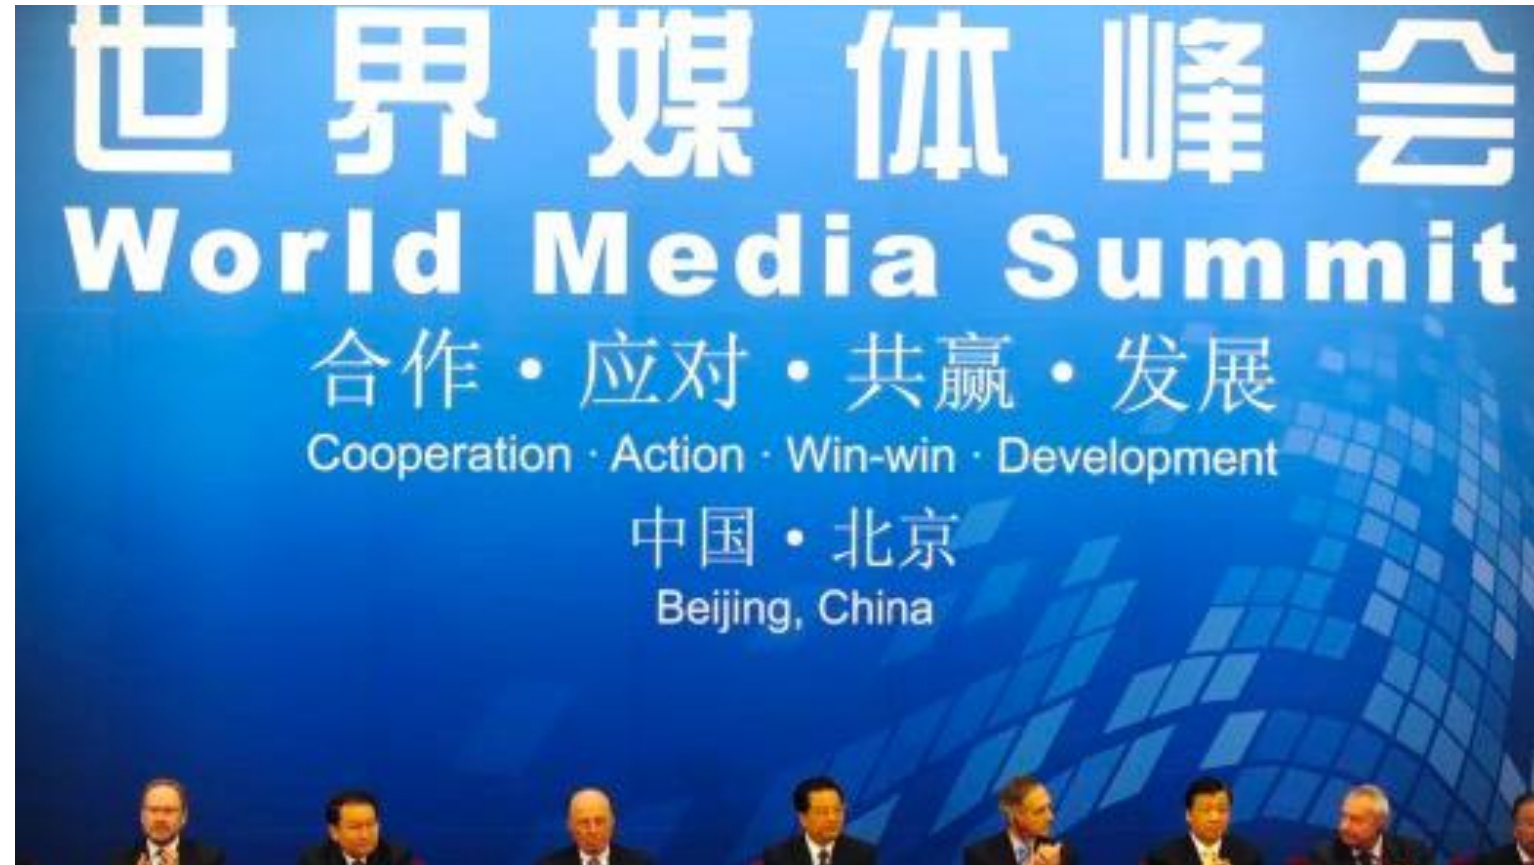 世界媒体峰会
World Media Summit
合作·应对·共赢·发展
Cooperation · Action · Win-win · Development
中国·北京
Beijing, China